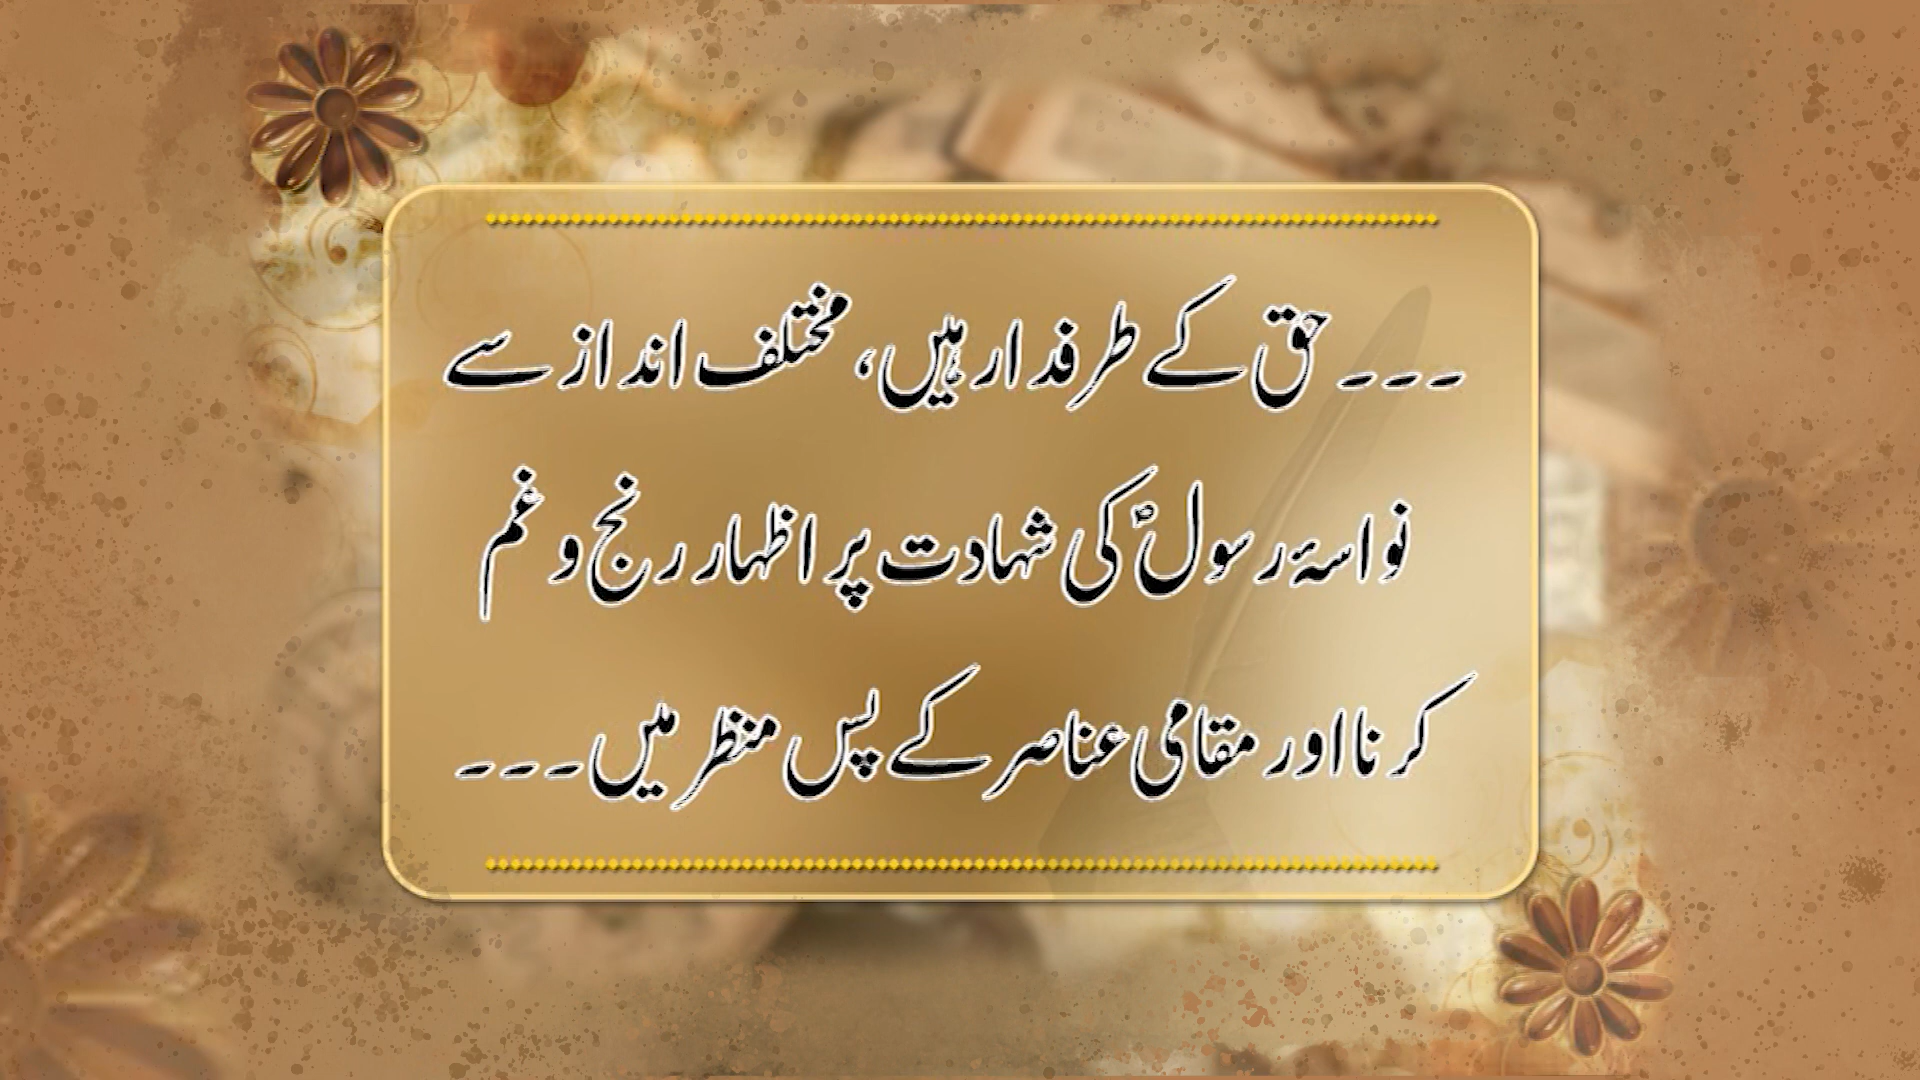 ۔۔۔ حق کے طرفدار ہیں، مختلف انداز سے
نواسۂ رسولؐ کی شہادت پر اظہار رنج و غم
کرنا اور مقامی عناصر کے پس منظر میں۔۔۔